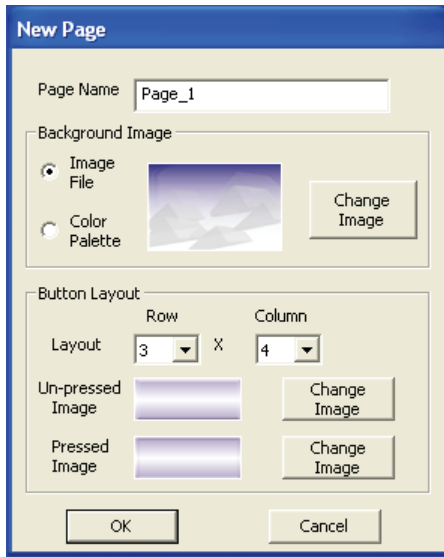 New Page
Page Name Page_1
Background Image
Image
File
Color
Palette
Change
Image
Button Layout
Row Column
Layout 3 X 4
Un-pressed
Image
Change
Image
Pressed
Image
Change
Image
OK Cancel